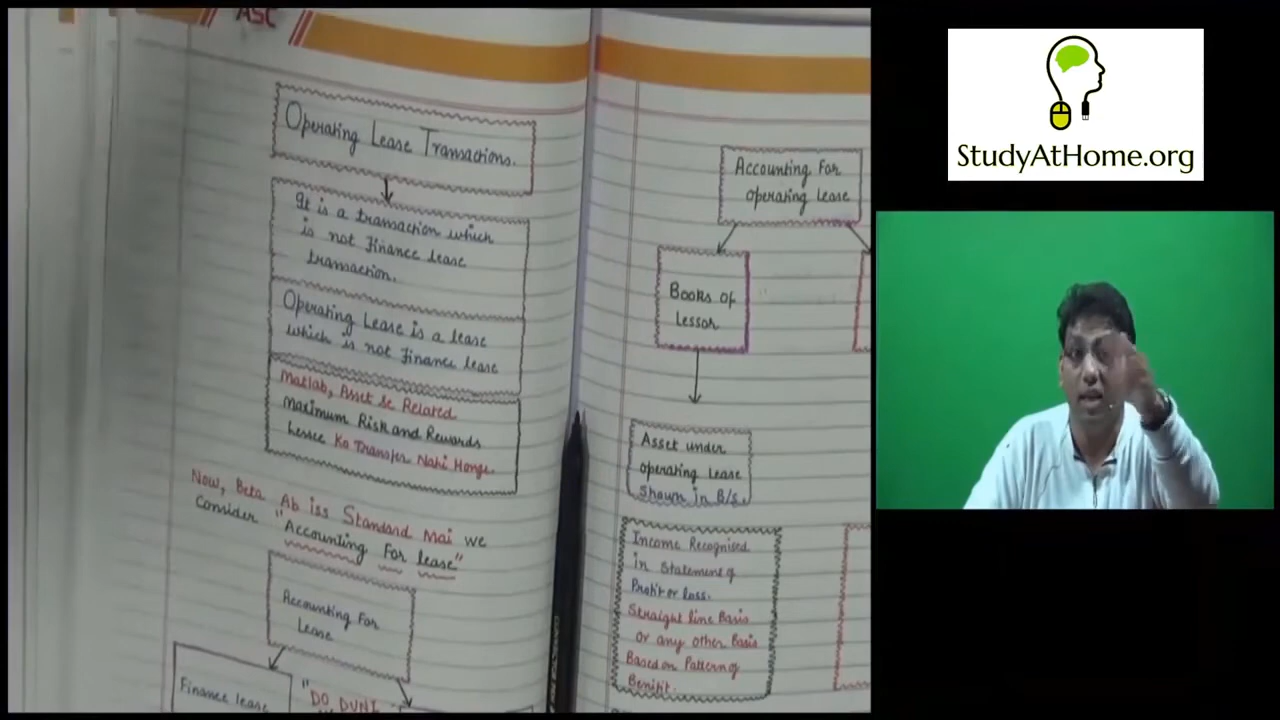 ASC
Operating Lease Transactions.
It is a transaction which
is not Finance lease
transaction.
Operating Lease is a lease
which is not Finance lease
Matlab, Asset se Related
Maximum Risk and Rewards
Lessee Ko Transfer Nahi Honge.
Now, Beta Ab iss Standard Mai we
Consider "Accounting For lease"
Accounting For
Lease
Finance lease
"DO DUNI
Accounting For
operating lease
Books of
Lessor
Asset under
operating lease
Shown in B/s.
Income Recognised
in Statement of
Profit or loss.
Straight line Basis
or any other Basis
Based on Pattern of
Benifit.
StudyAtHome.org